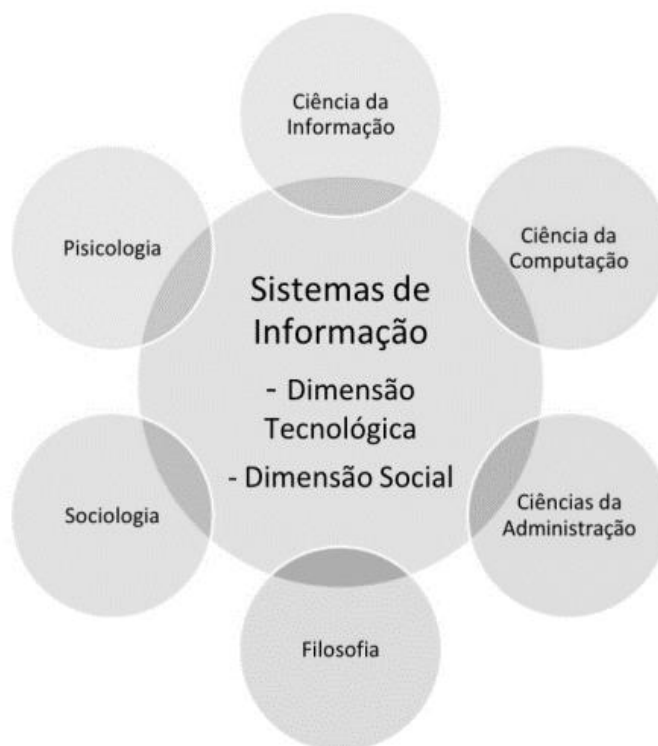 Ciência da
Informação
Pisicologia
Ciência da
Computação
Sistemas de
Informação
- Dimensão
Tecnológica
- Dimensão Social
Sociologia
Ciências da
Administração
Filosofia